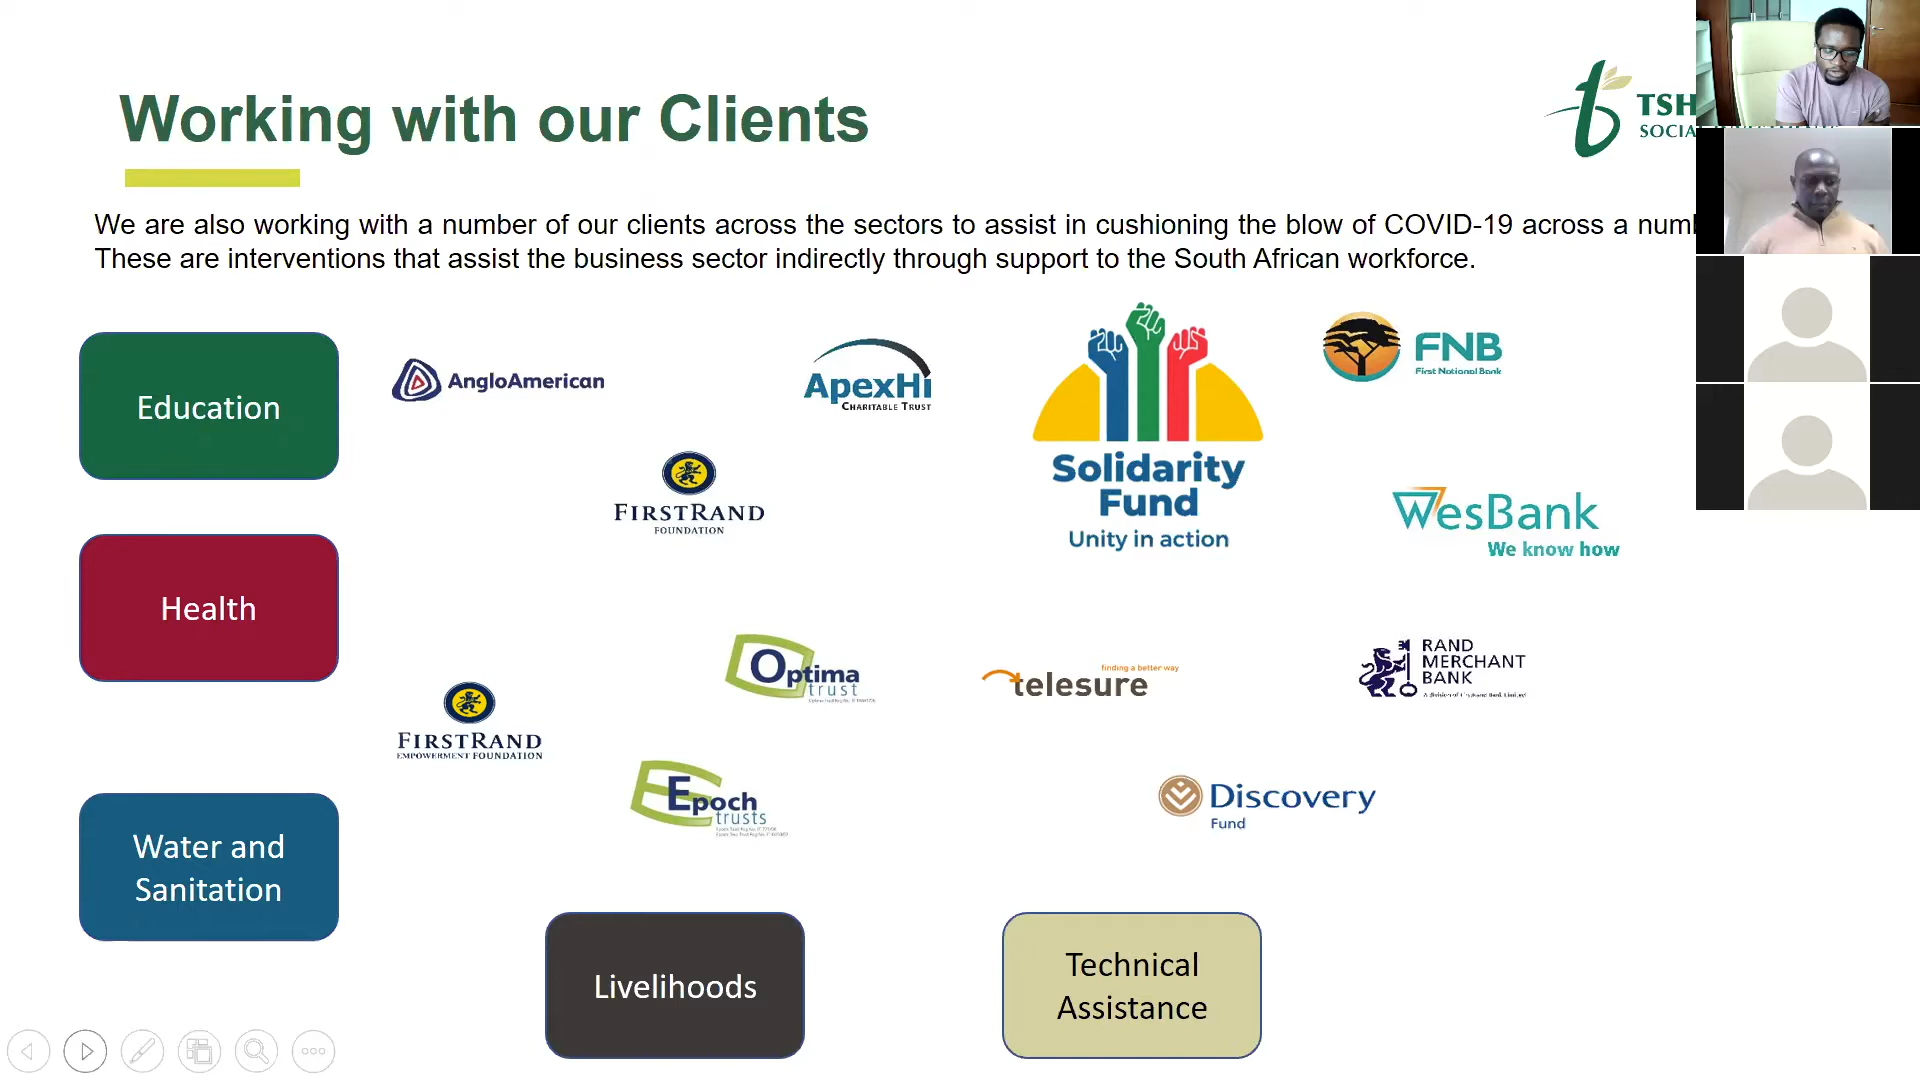 Working with our Clients
TSH
SOCIA
We are also working with a number of our clients across the sectors to assist in cushioning the blow of COVID-19 across a
These are interventions that assist the business sector indirectly through support to the South African workforce.
Education
AngloAmerican
ApexHi
CHARITABLE TRUST
Solidarity
Fund
Unity in action
FNB
First National Bank
FIRSTRAND
FOUNDATION
WesBank
We know how
Health
Optima
trust
finding a better way
telesure
RAND
MERCHANT
BANK
FIRSTRAND
EMPOWERMENT FOUNDATION
Epoch
trusts
Discovery
Fund
Water and
Sanitation
Livelihoods
Technical
Assistance